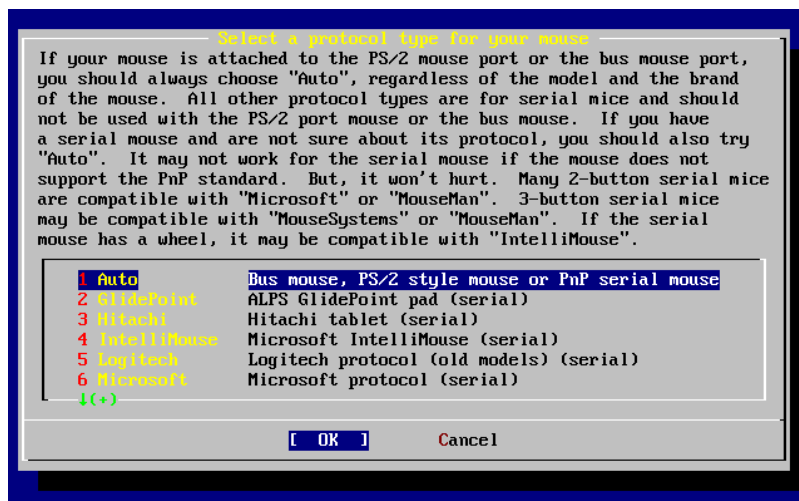 Select a protocol type for your mouse
If your mouse is attached to the PS/2 mouse port or the bus mouse port,
you should always choose "Auto", regardless of the model and the brand
of the mouse.  All other protocol types are for serial mice and should
not be used with the PS/2 port mouse or the bus mouse.  If you have
a serial mouse and are not sure about its protocol, you should also try
"Auto".  It may not work for the serial mouse if the mouse does not
support the PnP standard.  But, it won't hurt.  Many 2-button serial mice
are compatible with "Microsoft" or "MouseMan".  3-button serial mice
may be compatible with "MouseSystems" or "MouseMan".  If the serial
mouse has a wheel, it may be compatible with "IntelliMouse".
1 Auto Bus mouse, PS/2 style mouse or PnP serial mouse
2 GlidePoint ALPS GlidePoint pad (serial)
3 Hitachi Hitachi tablet (serial)
4 IntelliMouse Microsoft IntelliMouse (serial)
5 Logitech Logitech protocol (old models) (serial)
6 Microsoft Microsoft protocol (serial)
↓(+)
[ OK ] Cancel